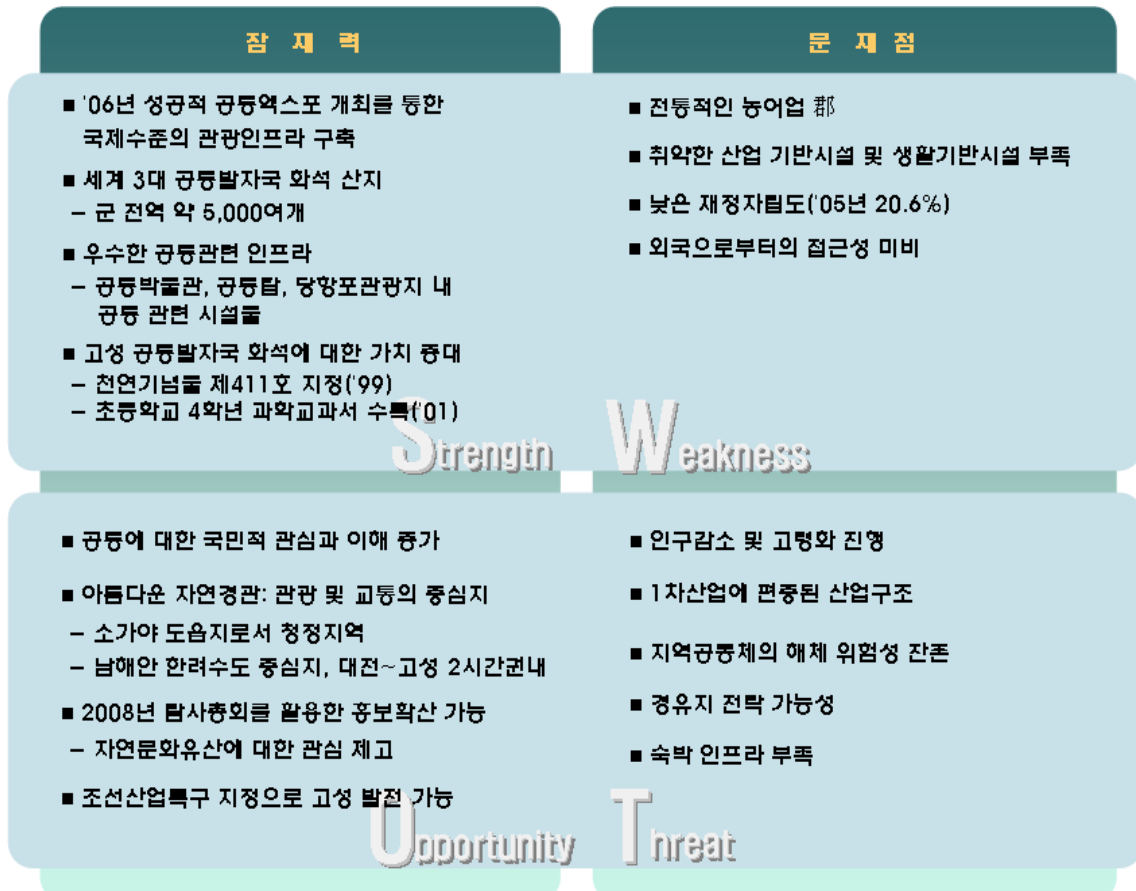 잠 재 력
■ '06년 성공적 공룡엑스포 개최를 통한
국제수준의 관광인프라 구축
■ 세계 3대 공룡발자국 화석 산지
– 군 전역 약 5,000여개
■ 우수한 공룡관련 인프라
– 공룡박물관, 공룡탑, 당항포관광지 내
공룡 관련 시설물
■ 고성 공룡발자국 화석에 대한 가치 증대
– 천연기념물 제411호 지정('99)
– 초등학교 4학년 과학교과서 수록('01)
Strength
문 제 점
■ 전통적인 농어업 郡
■ 취약한 산업 기반시설 및 생활기반시설 부족
■ 낮은 재정자립도('05년 20.6%)
■ 외국으로부터의 접근성 미비
Weakness
■ 공룡에 대한 국민적 관심과 이해 증가
■ 아름다운 자연경관: 관광 및 교통의 중심지
– 소가야 도읍지로서 청정지역
– 남해안 한려수도 중심지, 대전~고성 2시간권내
■ 2008년 람사총회를 활용한 홍보확산 가능
– 자연문화유산에 대한 관심 제고
■ 조선산업특구 지정으로 고성 발전 가능
Opportunity
■ 인구감소 및 고령화 진행
■ 1차산업에 편중된 산업구조
■ 지역공동체의 해체 위험성 잔존
■ 경유지 전락 가능성
■ 숙박 인프라 부족
Threat